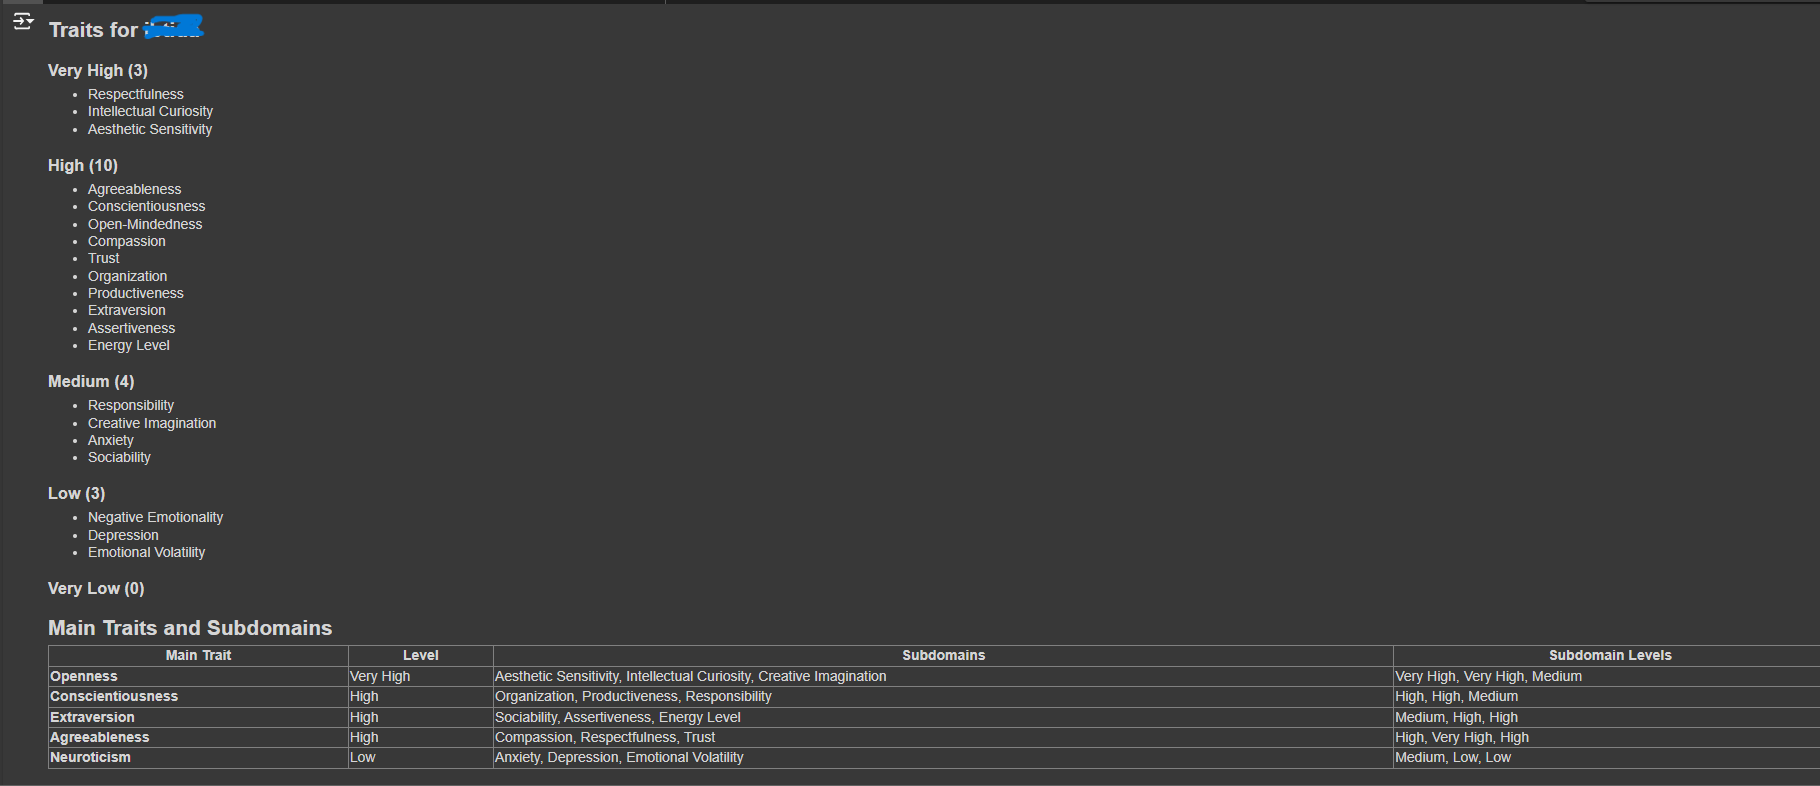 Traits for
Very High (3)
Respectfulness
Intellectual Curiosity
Aesthetic Sensitivity
High (10)
Agreeableness
Conscientiousness
Open-Mindedness
Compassion
Trust
Organization
Productiveness
Extraversion
Assertiveness
Energy Level
Medium (4)
Responsibility
Creative Imagination
Anxiety
Sociability
Low (3)
Negative Emotionality
Depression
Emotional Volatility
Very Low (0)
Main Traits and Subdomains
Main Trait Level Subdomains Subdomain Levels
Openness Very High Aesthetic Sensitivity, Intellectual Curiosity, Creative Imagination Very High, Very High, Medium
Conscientiousness High Organization, Productiveness, Responsibility High, High, Medium
Extraversion High Sociability, Assertiveness, Energy Level Medium, High, High
Agreeableness High Compassion, Respectfulness, Trust High, Very High, High
Neuroticism Low Anxiety, Depression, Emotional Volatility Medium, Low, Low